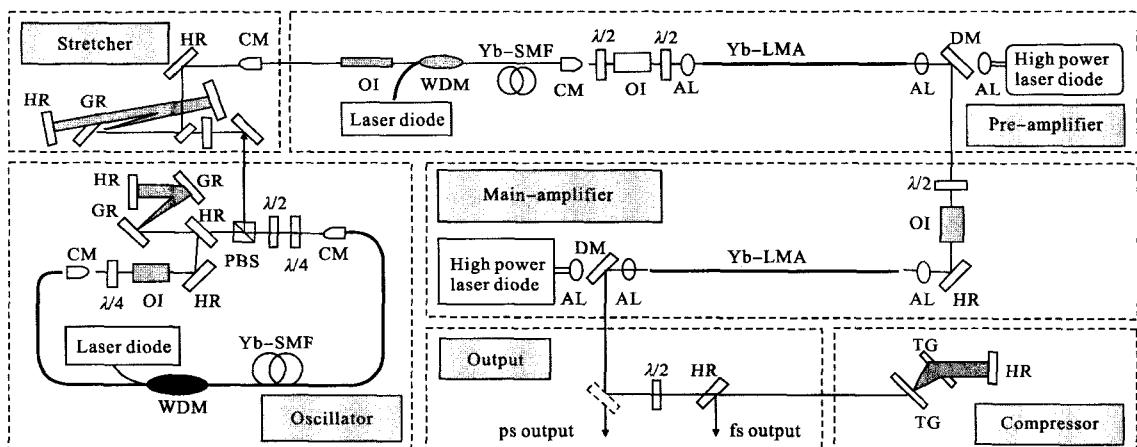 Stretcher
HR
CM
HR
GR
OI
WDM
Laser diode
Yb-SMF
CM
λ/2
OI
λ/2
AL
Yb-LMA
AL
DM
AL
High power
laser diode
Pre-amplifier
HR
GR
GR
HR
PBS
λ/2
λ/4
CM
CM
λ/4
OI
HR
Laser diode
WDM
Yb-SMF
Oscillator
Main-amplifier
High power
laser diode
AL
DM
AL
Yb-LMA
AL
HR
λ/2
OI
Output
λ/2
HR
ps output
fs output
TG
TG
HR
Compressor